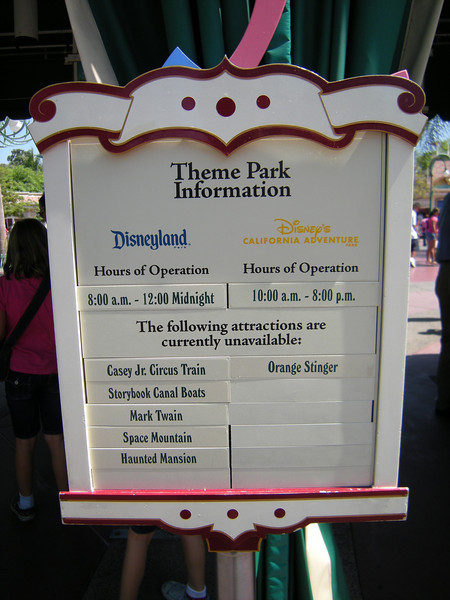 Theme Park
Information
Disneyland
PARK
Disney's
CALIFORNIA ADVENTURE
PARK
Hours of Operation
Hours of Operation
8:00 a.m. - 12:00 Midnight
10:00 a.m. - 8:00 p.m.
The following attractions are
currently unavailable:
Casey Jr. Circus Train
Orange Stinger
Storybook Canal Boats
Mark Twain
Space Mountain
Haunted Mansion